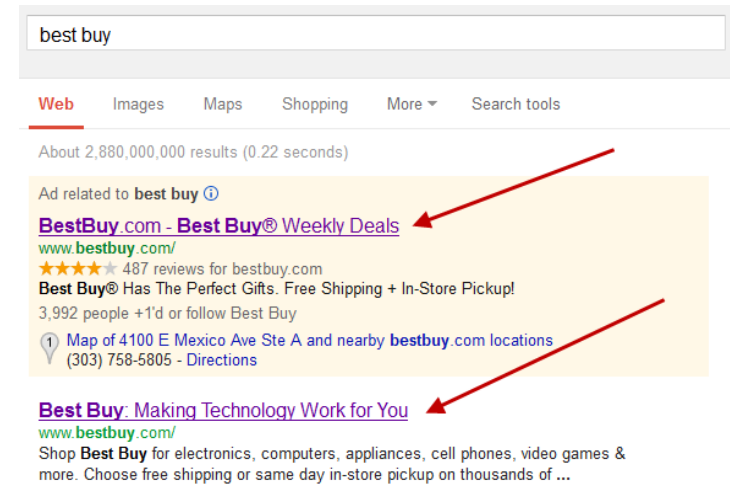 best buy
Web Images Maps Shopping More Search tools
About 2,880,000,000 results (0.22 seconds)
Ad related to best buy
BestBuy.com - Best Buy® Weekly Deals
www.bestbuy.com/
487 reviews for bestbuy.com
Best Buy® Has The Perfect Gifts. Free Shipping + In-Store Pickup!
3,992 people +1'd or follow Best Buy
1 Map of 4100 E Mexico Ave Ste A and nearby bestbuy.com locations
(303) 758-5805 - Directions
Best Buy: Making Technology Work for You
www.bestbuy.com/
Shop Best Buy for electronics, computers, appliances, cell phones, video games &
more. Choose free shipping or same day in-store pickup on thousands of ...